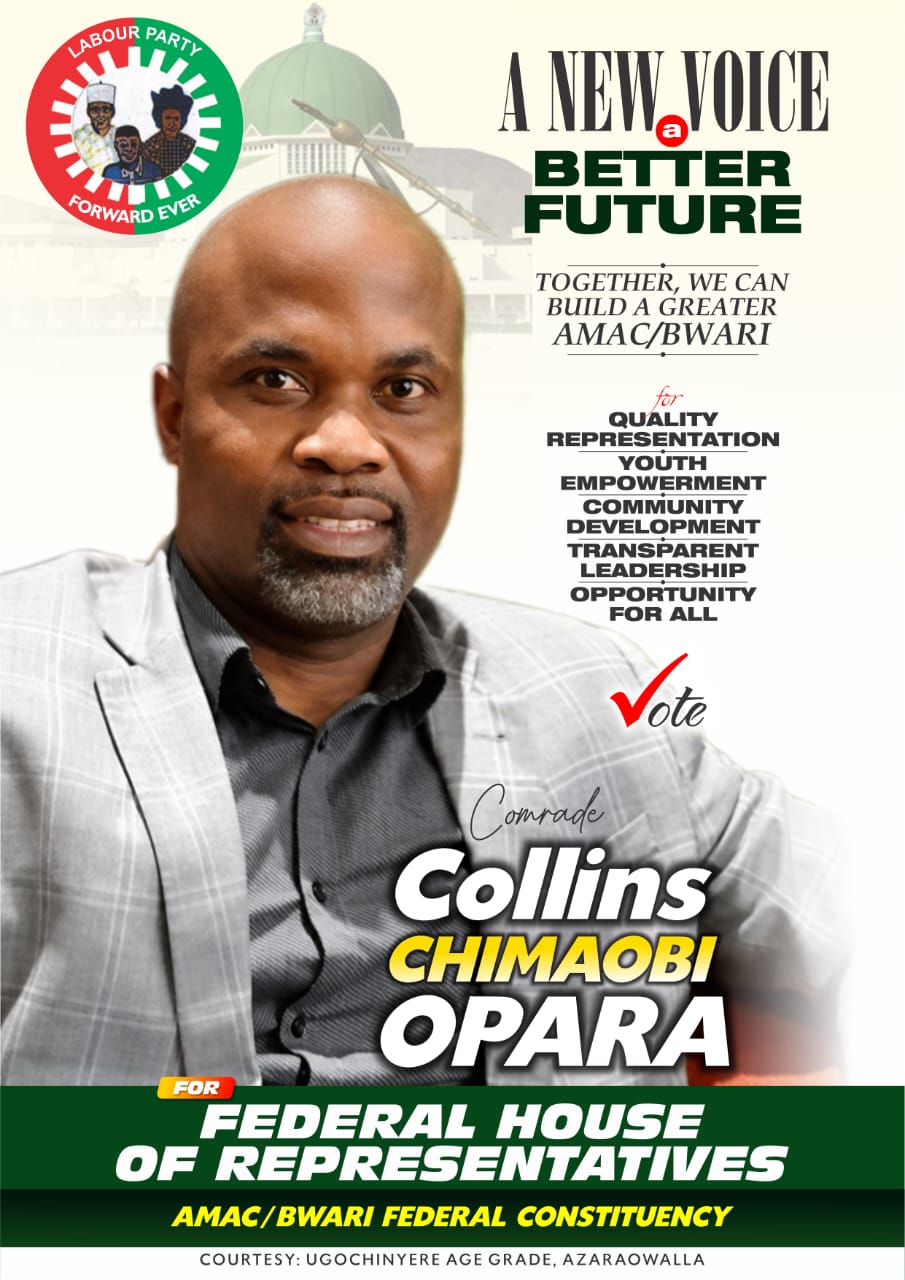 LABOUR PARTY
FORWARD EVER
A NEW VOICE
a
BETTER
FUTURE
TOGETHER, WE CAN
BUILD A GREATER
AMAC/BWARI
for
QUALITY
REPRESENTATION
YOUTH
EMPOWERMENT
COMMUNITY
DEVELOPMENT
TRANSPARENT
LEADERSHIP
OPPORTUNITY
FOR ALL
Vote
Comrade
Collins
CHIMAOBI
OPARA
FOR
FEDERAL HOUSE
OF REPRESENTATIVES
AMAC/BWARI FEDERAL CONSTITUENCY
COURTESY: UGOCHINYERE AGE GRADE, AZARAOWALLA